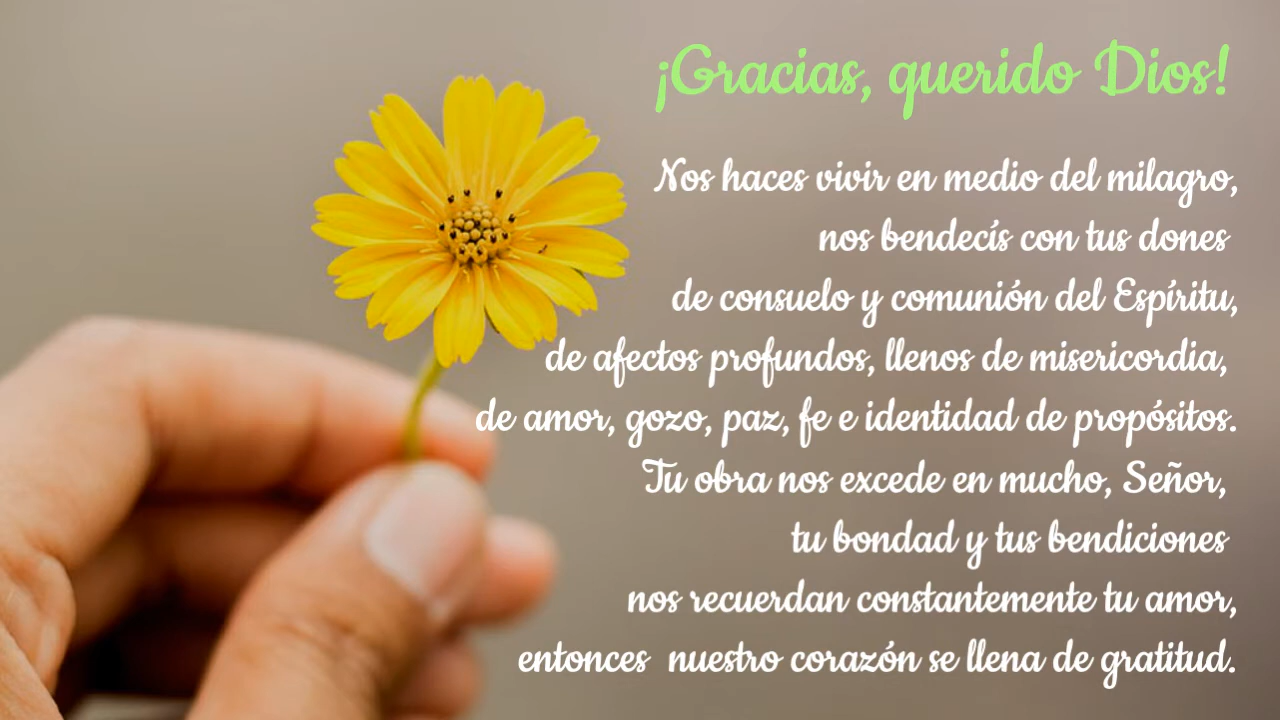 ¡Gracias, querido Dios!
Nos haces vivir en medio del milagro,
nos bendecís con tus dones
de consuelo y comunión del Espíritu,
de afectos profundos, llenos de misericordia,
de amor, gozo, paz, fe e identidad de propósitos.
Tu obra nos excede en mucho, Señor,
tu bondad y tus bendiciones
nos recuerdan constantemente tu amor,
entonces nuestro corazón se llena de gratitud.